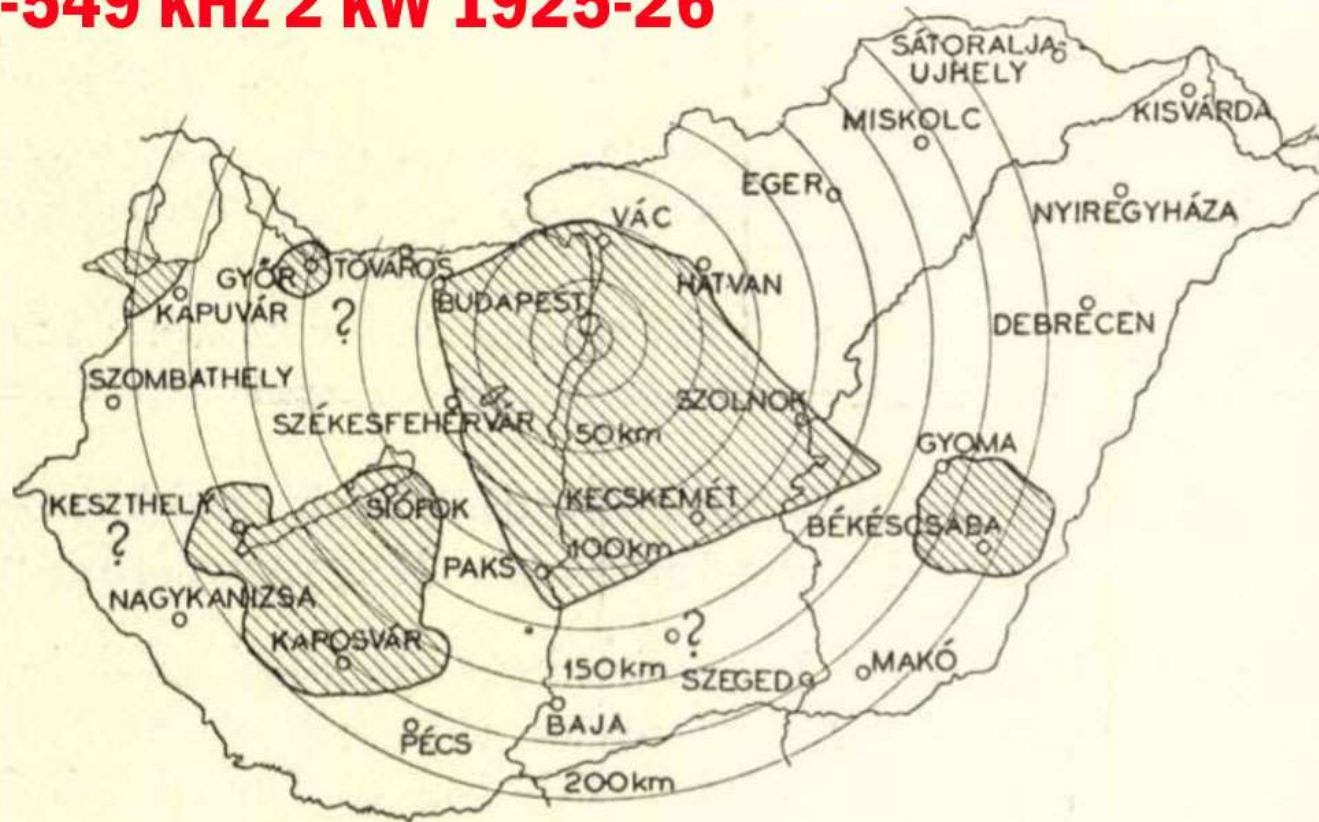 -549 kHz 2 kW 1925-26
SÁTORALJA-
UJHELY
KISVÁRDA
MISKOLC
EGER
NYIREGYHÁZA
VÁC
GYŐR
TÓVÁROS
HATVAN
BUDAPEST
KAPUVÁR
?
DEBRECEN
SZOMBATHELY
SZOLNOK
SZÉKESFEHÉRVÁR
50km
GYOMA
KESZTHELY
SIÓFOK
KECSKEMÉT
BÉKÉSCSABA
?
100km
PAKS
NAGYKANIZSA
KAPOSVÁR
?
150km
SZEGED
MAKÓ
BAJA
PÉCS
200km